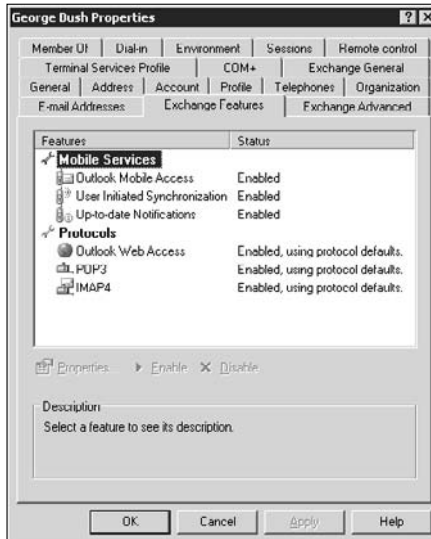 George Dush Properties
Member Of Dial-in Environment Sessions Remote control
Terminal Services Profile COM+ Exchange General
General Address Account Profile Telephones Organization
E-mail Addresses Exchange Features Exchange Advanced
Features Status
Mobile Services
Outlook Mobile Access Enabled
User Initiated Synchronization Enabled
Up-to-date Notifications Enabled
Protocols
Outlook Web Access Enabled, using protocol defaults.
POP3 Enabled, using protocol defaults.
IMAP4 Enabled, using protocol defaults.
Properties... Enable Disable
Description
Select a feature to see its description.
OK Cancel Apply Help